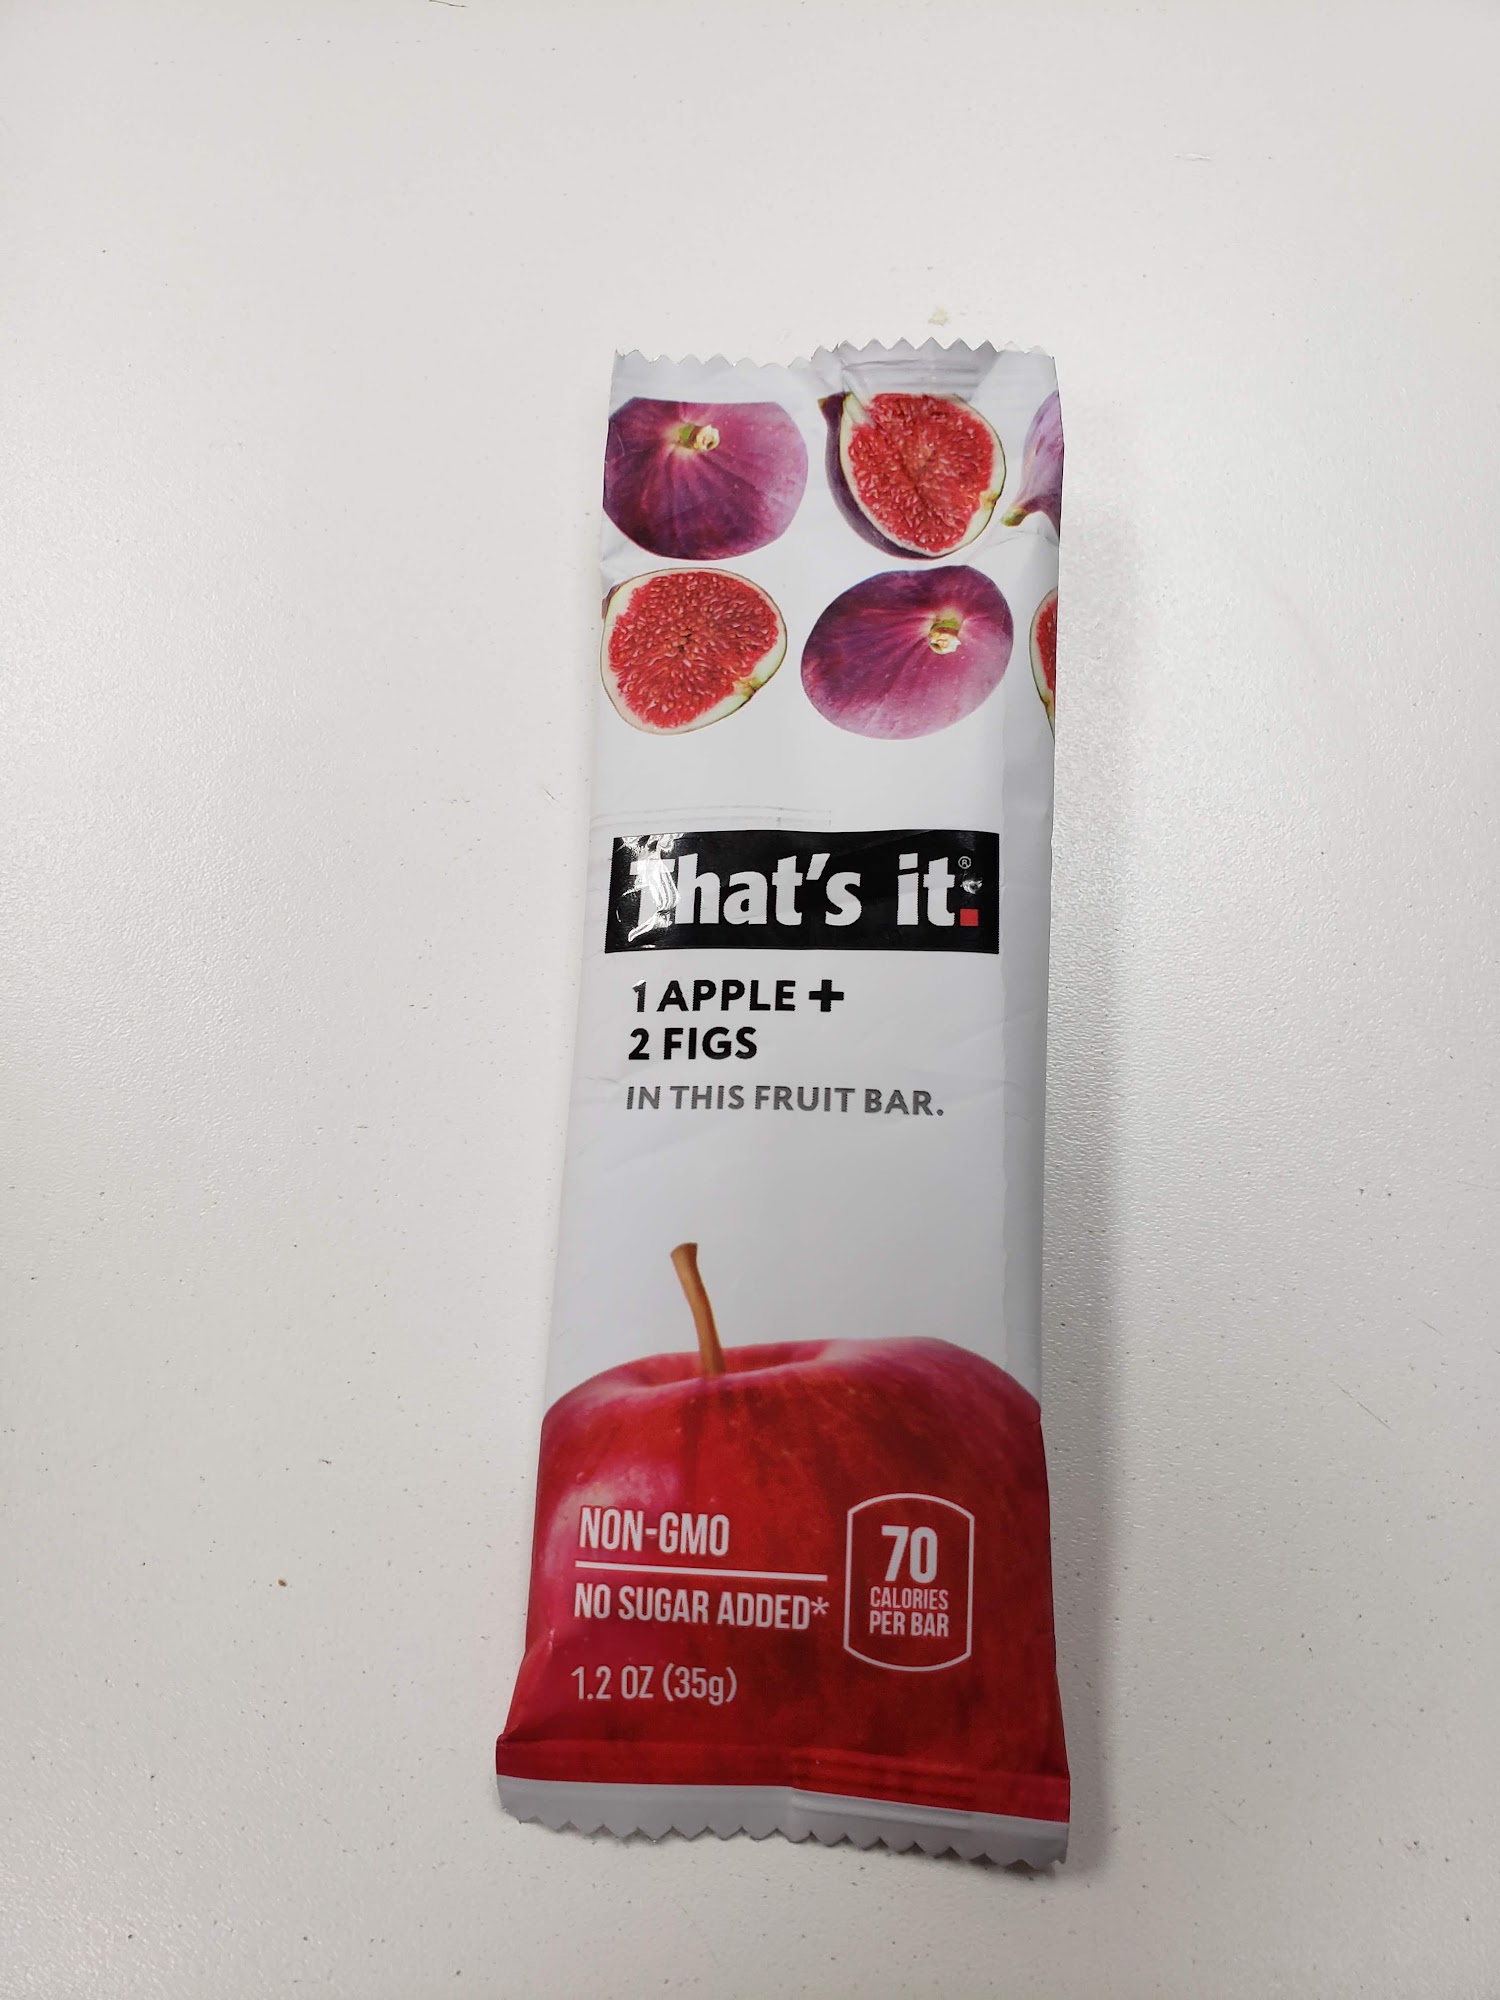 That's it.®
1 APPLE +
2 FIGS
IN THIS FRUIT BAR.
NON-GMO
NO SUGAR ADDED*
1.2 OZ (35g)
70
CALORIES
PER BAR